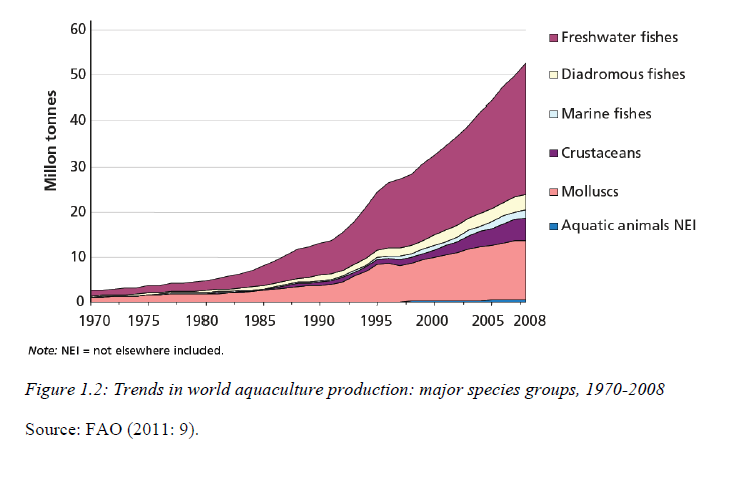 60
50
40
30
20
10
0
Millon tonnes
1970 1975 1980 1985 1990 1995 2000 2005 2008
Freshwater fishes
Diadromous fishes
Marine fishes
Crustaceans
Molluscs
Aquatic animals NEI
Note: NEI = not elsewhere included.
Figure 1.2: Trends in world aquaculture production: major species groups, 1970-2008
Source: FAO (2011: 9).